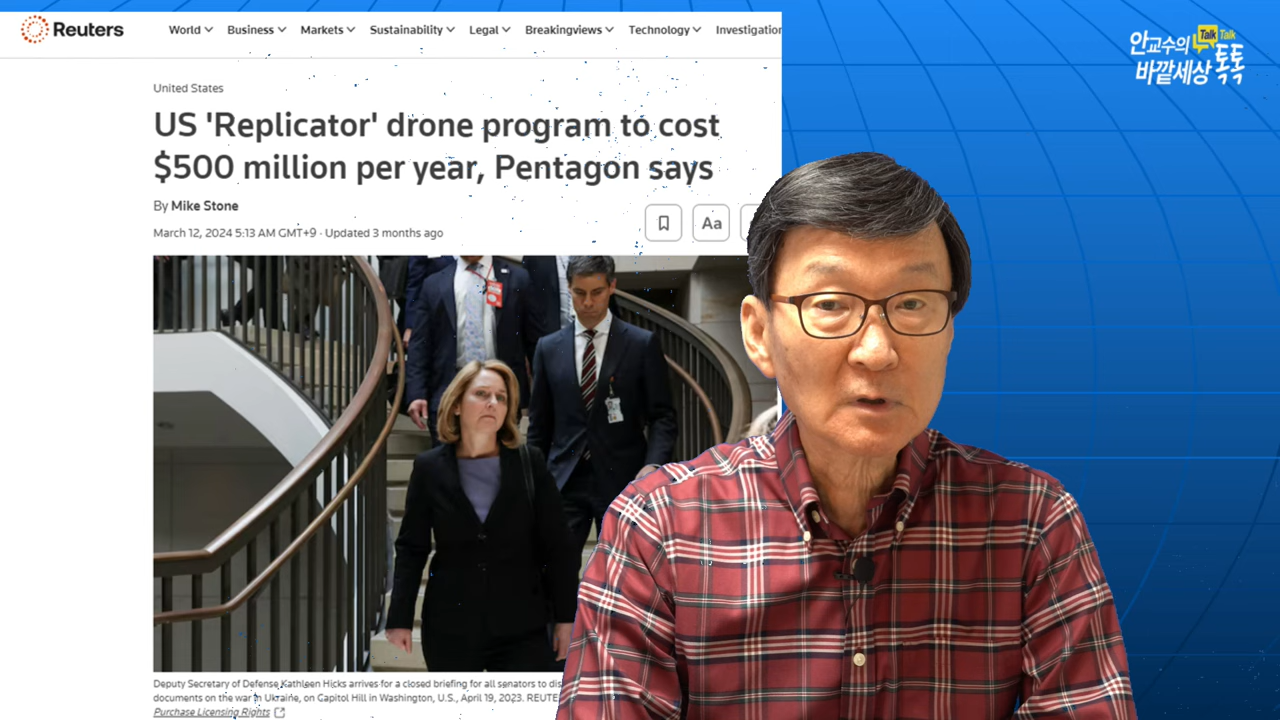 Reuters
World Business Markets Sustainability Legal Breakingviews Technology Investigation
안교수의 Talk Talk
바깥세상 톡톡
United States
US 'Replicator' drone program to cost
$500 million per year, Pentagon says
By Mike Stone
March 12, 2024 5:13 AM GMT+9 · Updated 3 months ago
Aa
Deputy Secretary of Defense Kathleen Hicks arrives for a closed briefing for all senators to dis
documents on the war in Ukraine, on Capitol Hill in Washington, U.S., April 19, 2023. REUTE
Purchase Licensing Rights